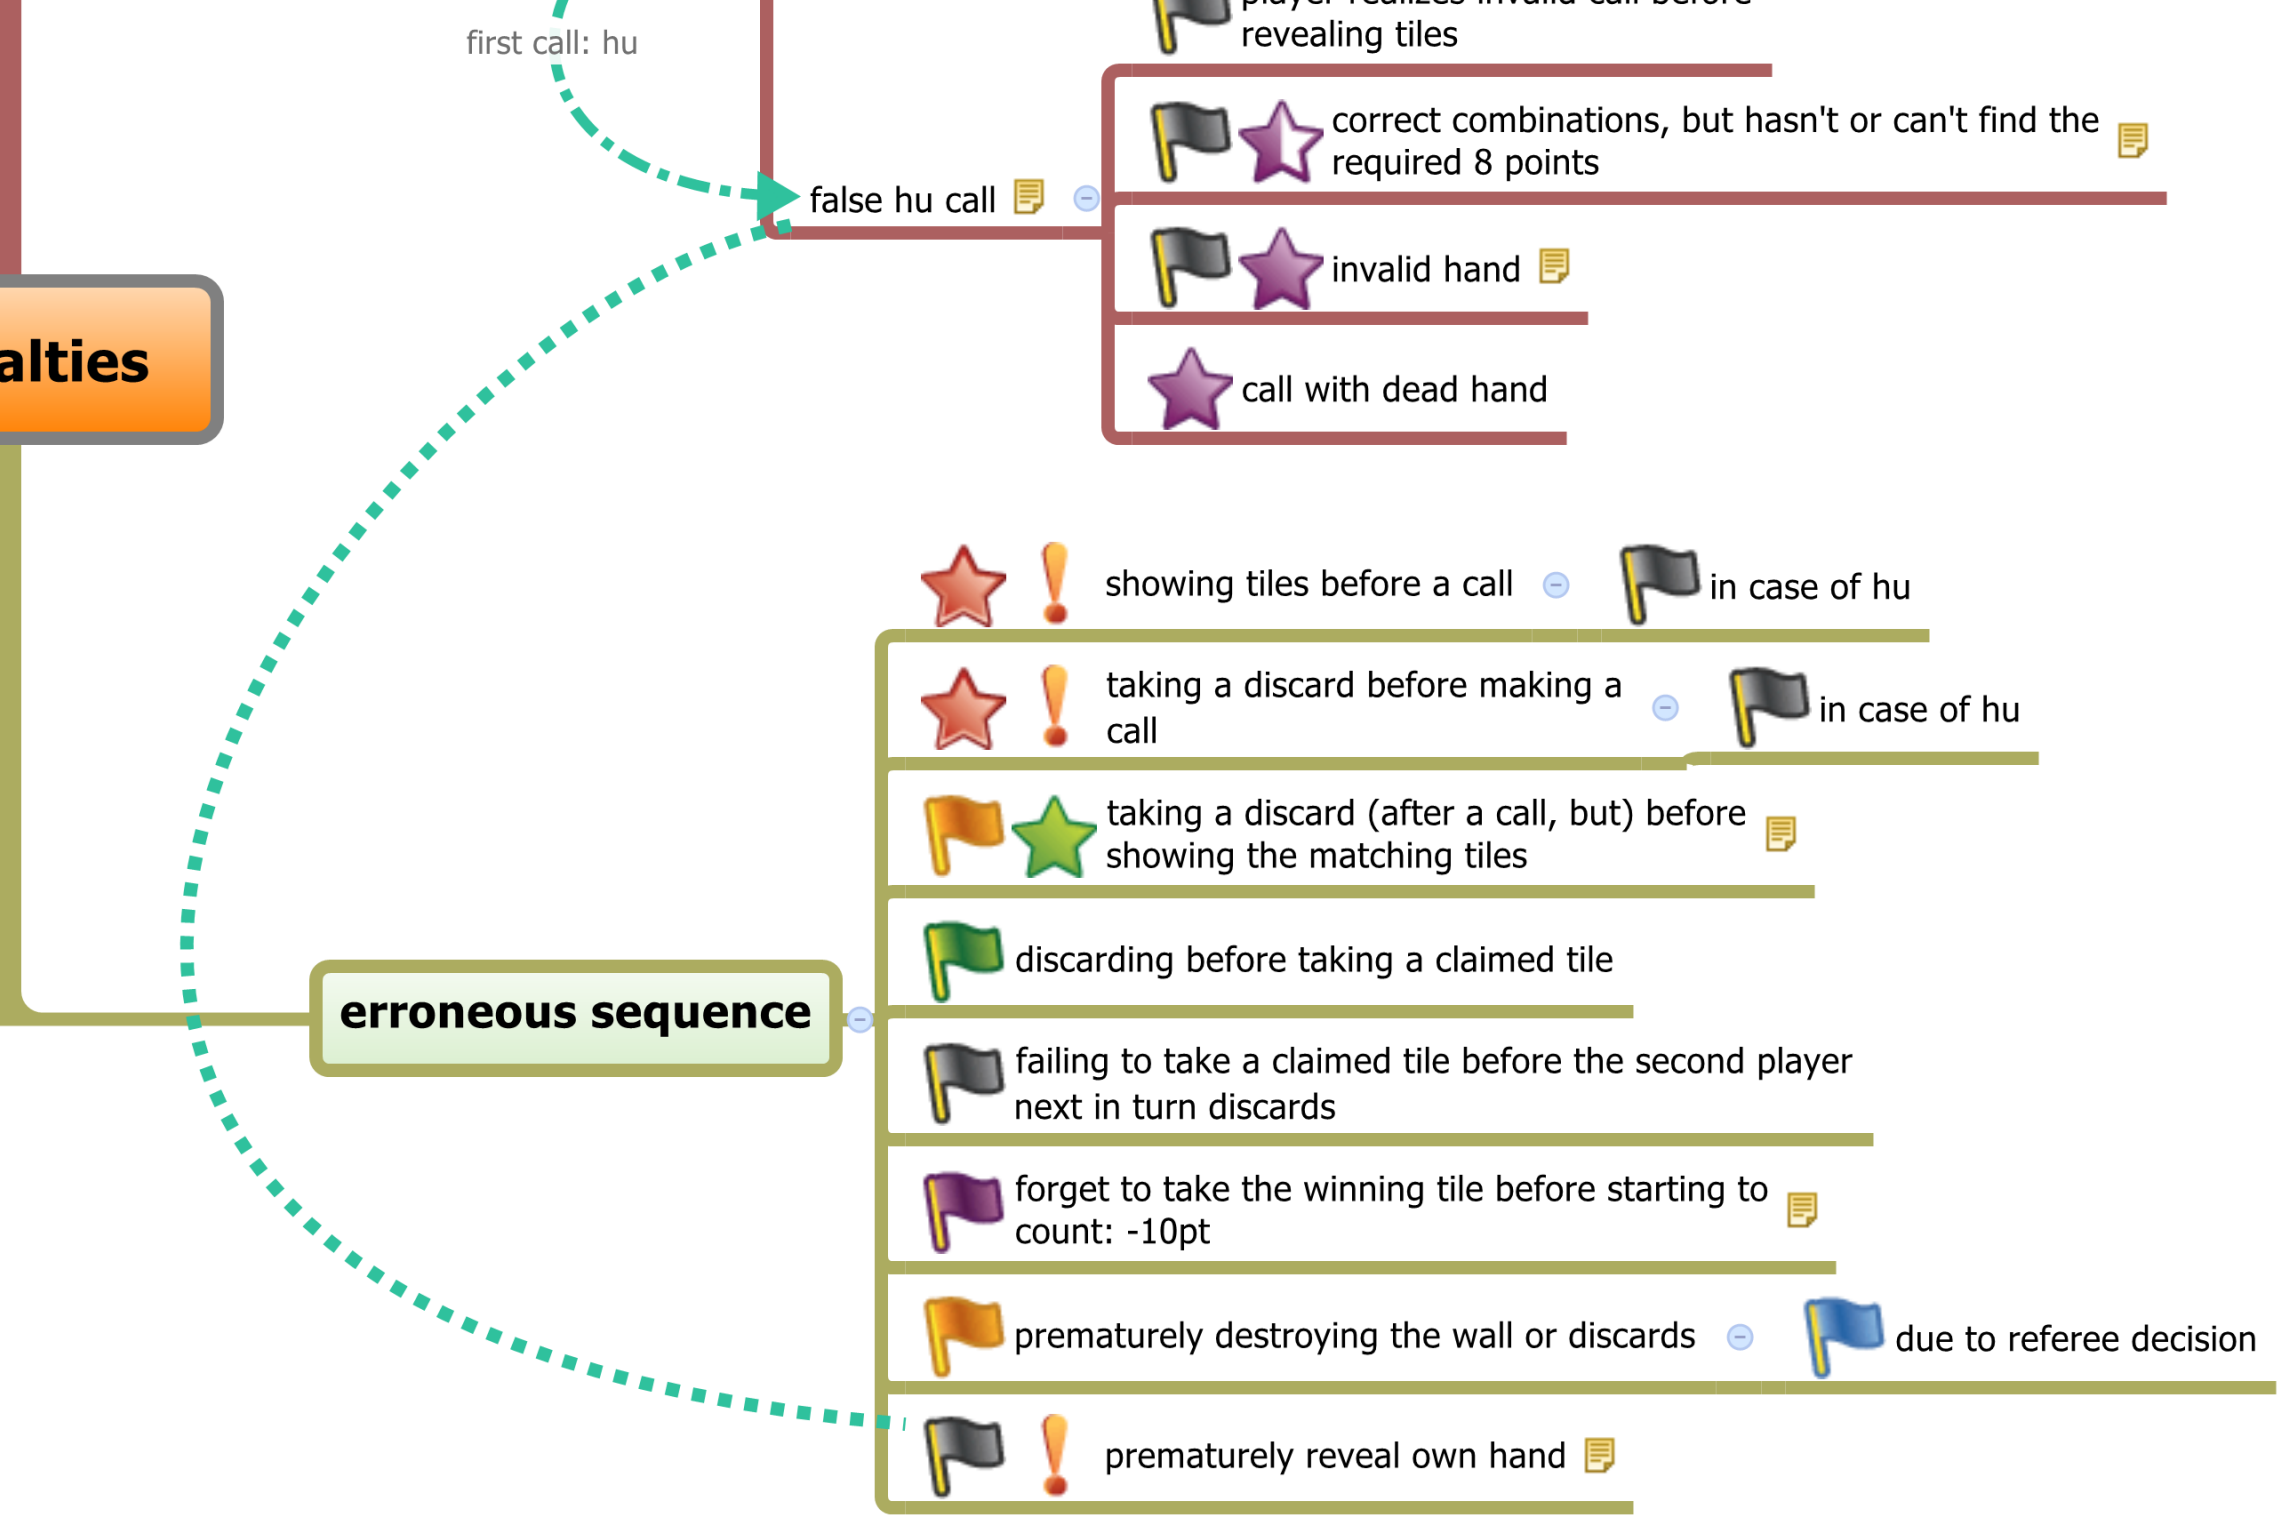 player realizes invalid call before
revealing tiles
first call: hu
correct combinations, but hasn't or can't find the
required 8 points
false hu call
invalid hand
alties
call with dead hand
showing tiles before a call
in case of hu
taking a discard before making a
call
in case of hu
taking a discard (after a call, but) before
showing the matching tiles
discarding before taking a claimed tile
erroneous sequence
failing to take a claimed tile before the second player
next in turn discards
forget to take the winning tile before starting to
count: -10pt
prematurely destroying the wall or discards
due to referee decision
prematurely reveal own hand